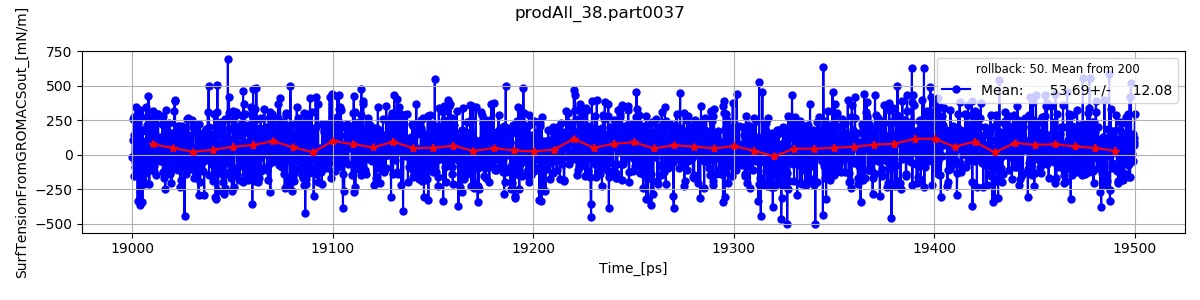 prodAll_38.part0037
SurfTensionFromGROMACSout_[mN/m]
750
500
250
0
−250
−500
rollback: 50. Mean from 200
Mean: 53.69+/- 12.08
19000 19100 19200 19300 19400 19500
Time_[ps]